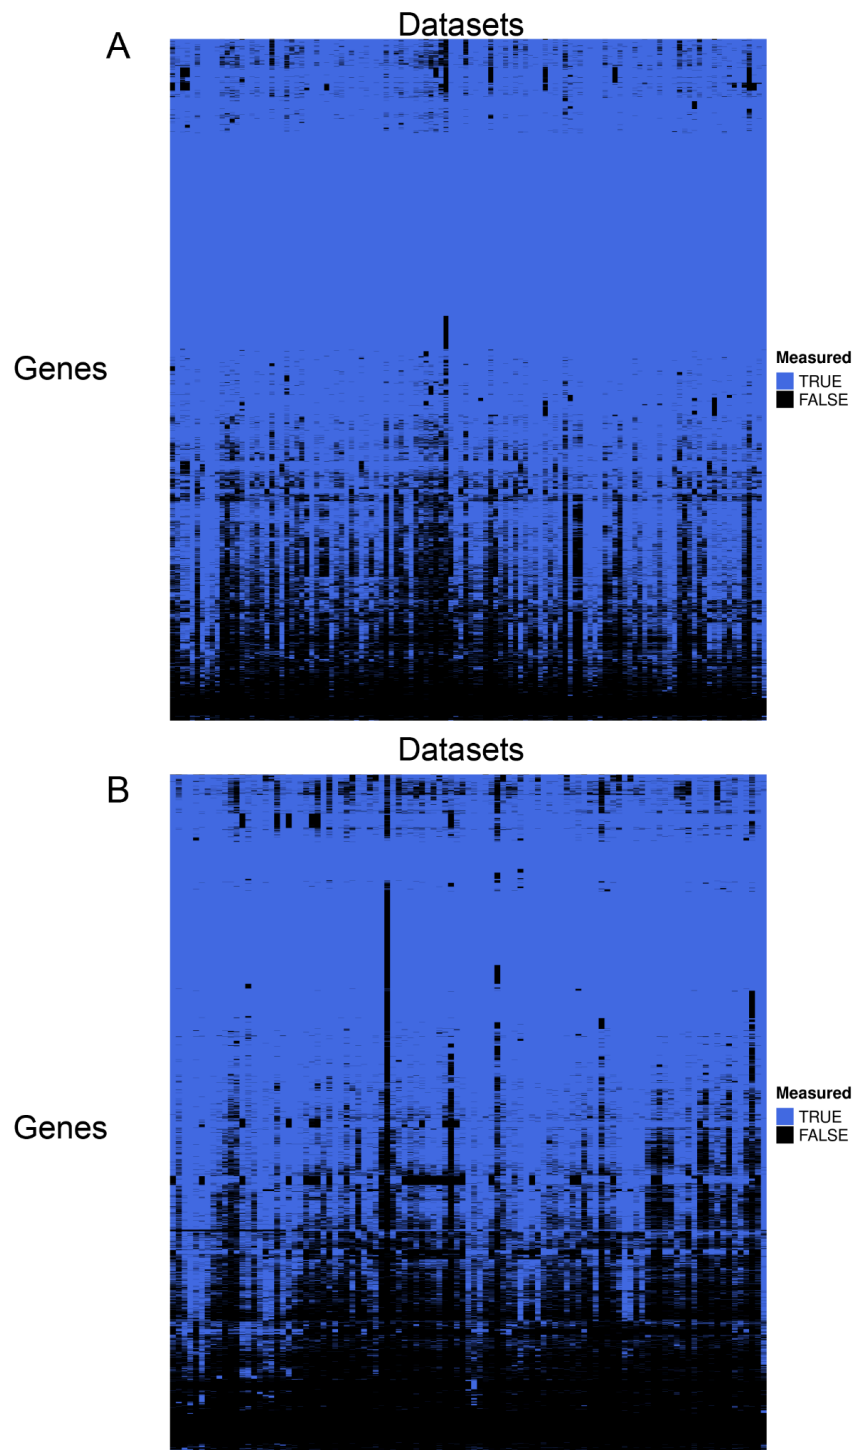 Datasets
A
Genes
Measured
TRUE
FALSE
Datasets
B
Genes
Measured
TRUE
FALSE